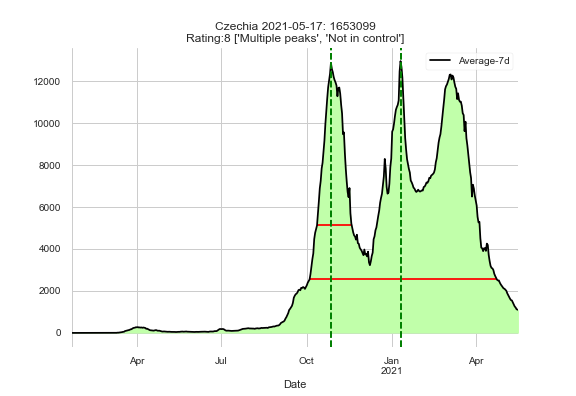 Czechia 2021-05-17: 1653099
Rating:8 ['Multiple peaks', 'Not in control']
Average-7d
12000
10000
8000
6000
4000
2000
0
Apr Jul Oct Jan Apr
2021
Date